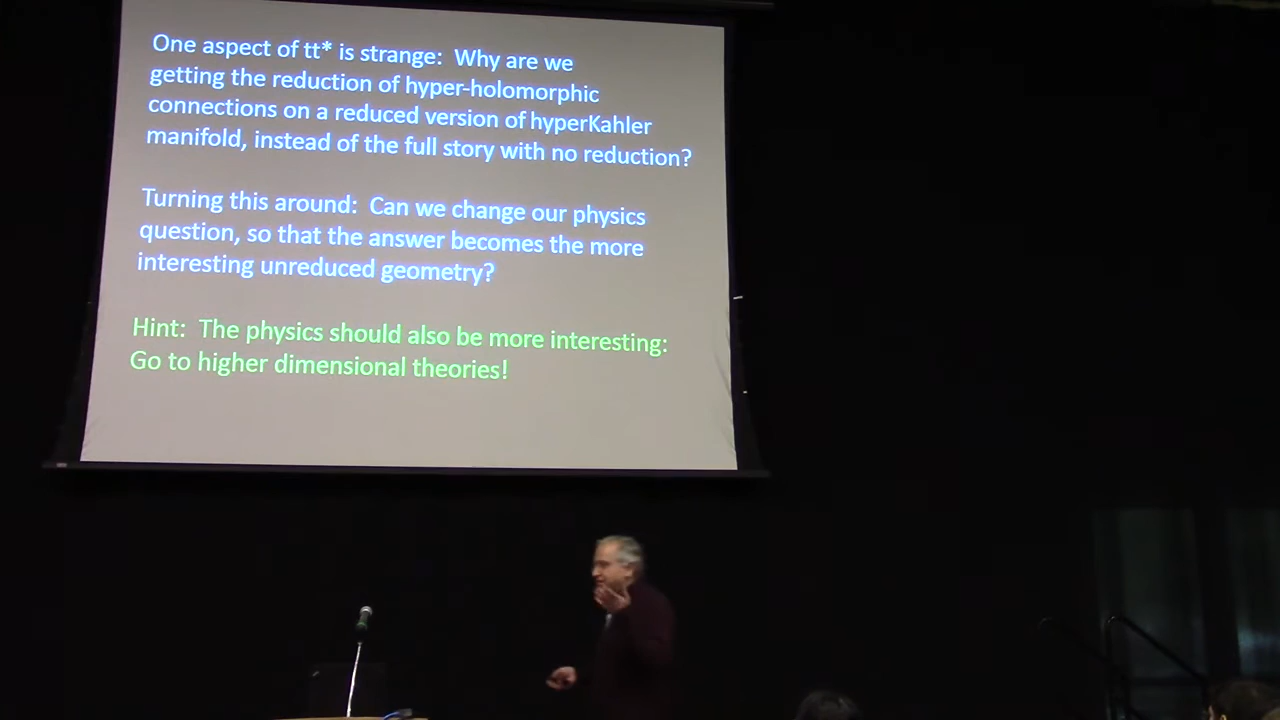 One aspect of tt* is strange:  Why are we
getting the reduction of hyper-holomorphic
connections on a reduced version of hyperKahler
manifold, instead of the full story with no reduction?
Turning this around:  Can we change our physics
question, so that the answer becomes the more
interesting unreduced geometry?
Hint:  The physics should also be more interesting:
Go to higher dimensional theories!